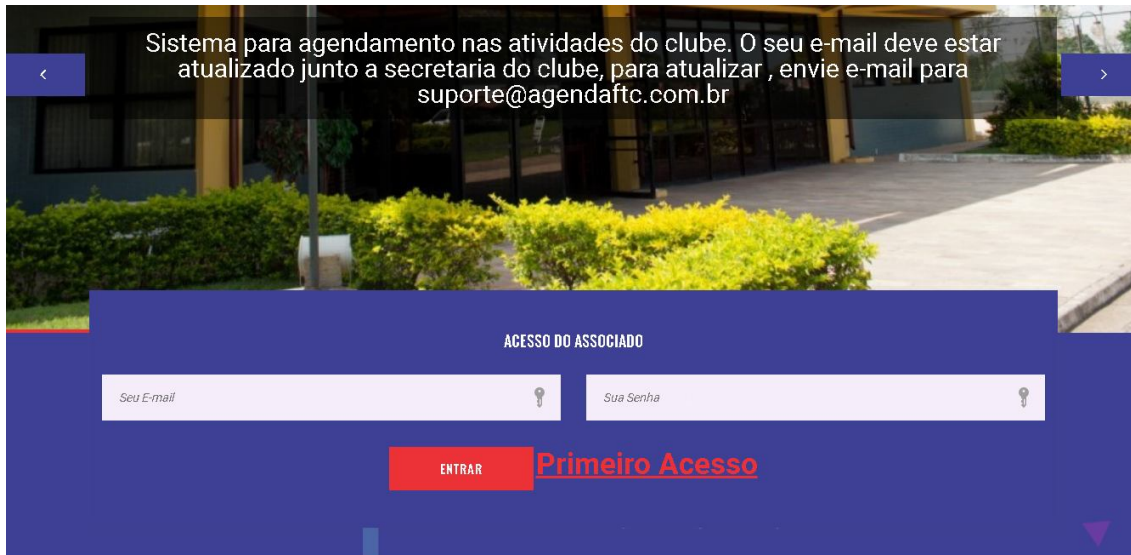 Sistema para agendamento nas atividades do clube. O seu e-mail deve estar
atualizado junto a secretaria do clube, para atualizar , envie e-mail para
suporte@agendaftc.com.br
ACESSO DO ASSOCIADO
Seu E-mail
Sua Senha
ENTRAR
Primeiro Acesso